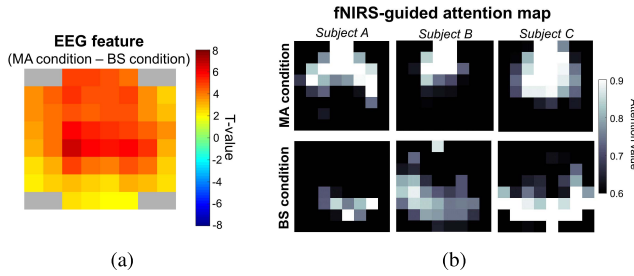 EEG feature
(MA condition – BS condition)
8
6
4
2
0
-2
-4
-6
-8
T-value
(a)
fNIRS-guided attention map
Subject A
Subject B
Subject C
MA condition
BS condition
0.9
0.8
0.7
0.6
Attention value
(b)